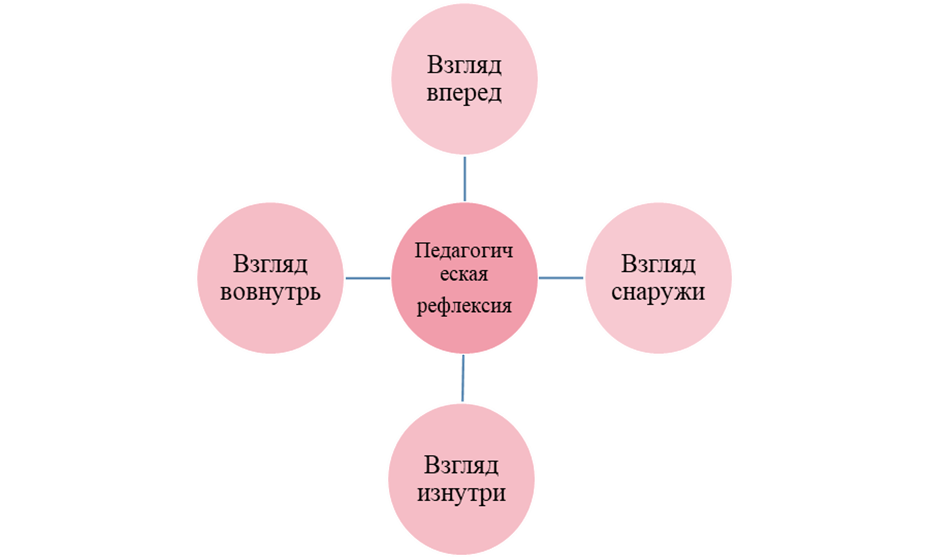 Взгляд
вперед
Взгляд
вовнутрь
Педагогич
еская
рефлексия
Взгляд
снаружи
Взгляд
изнутри